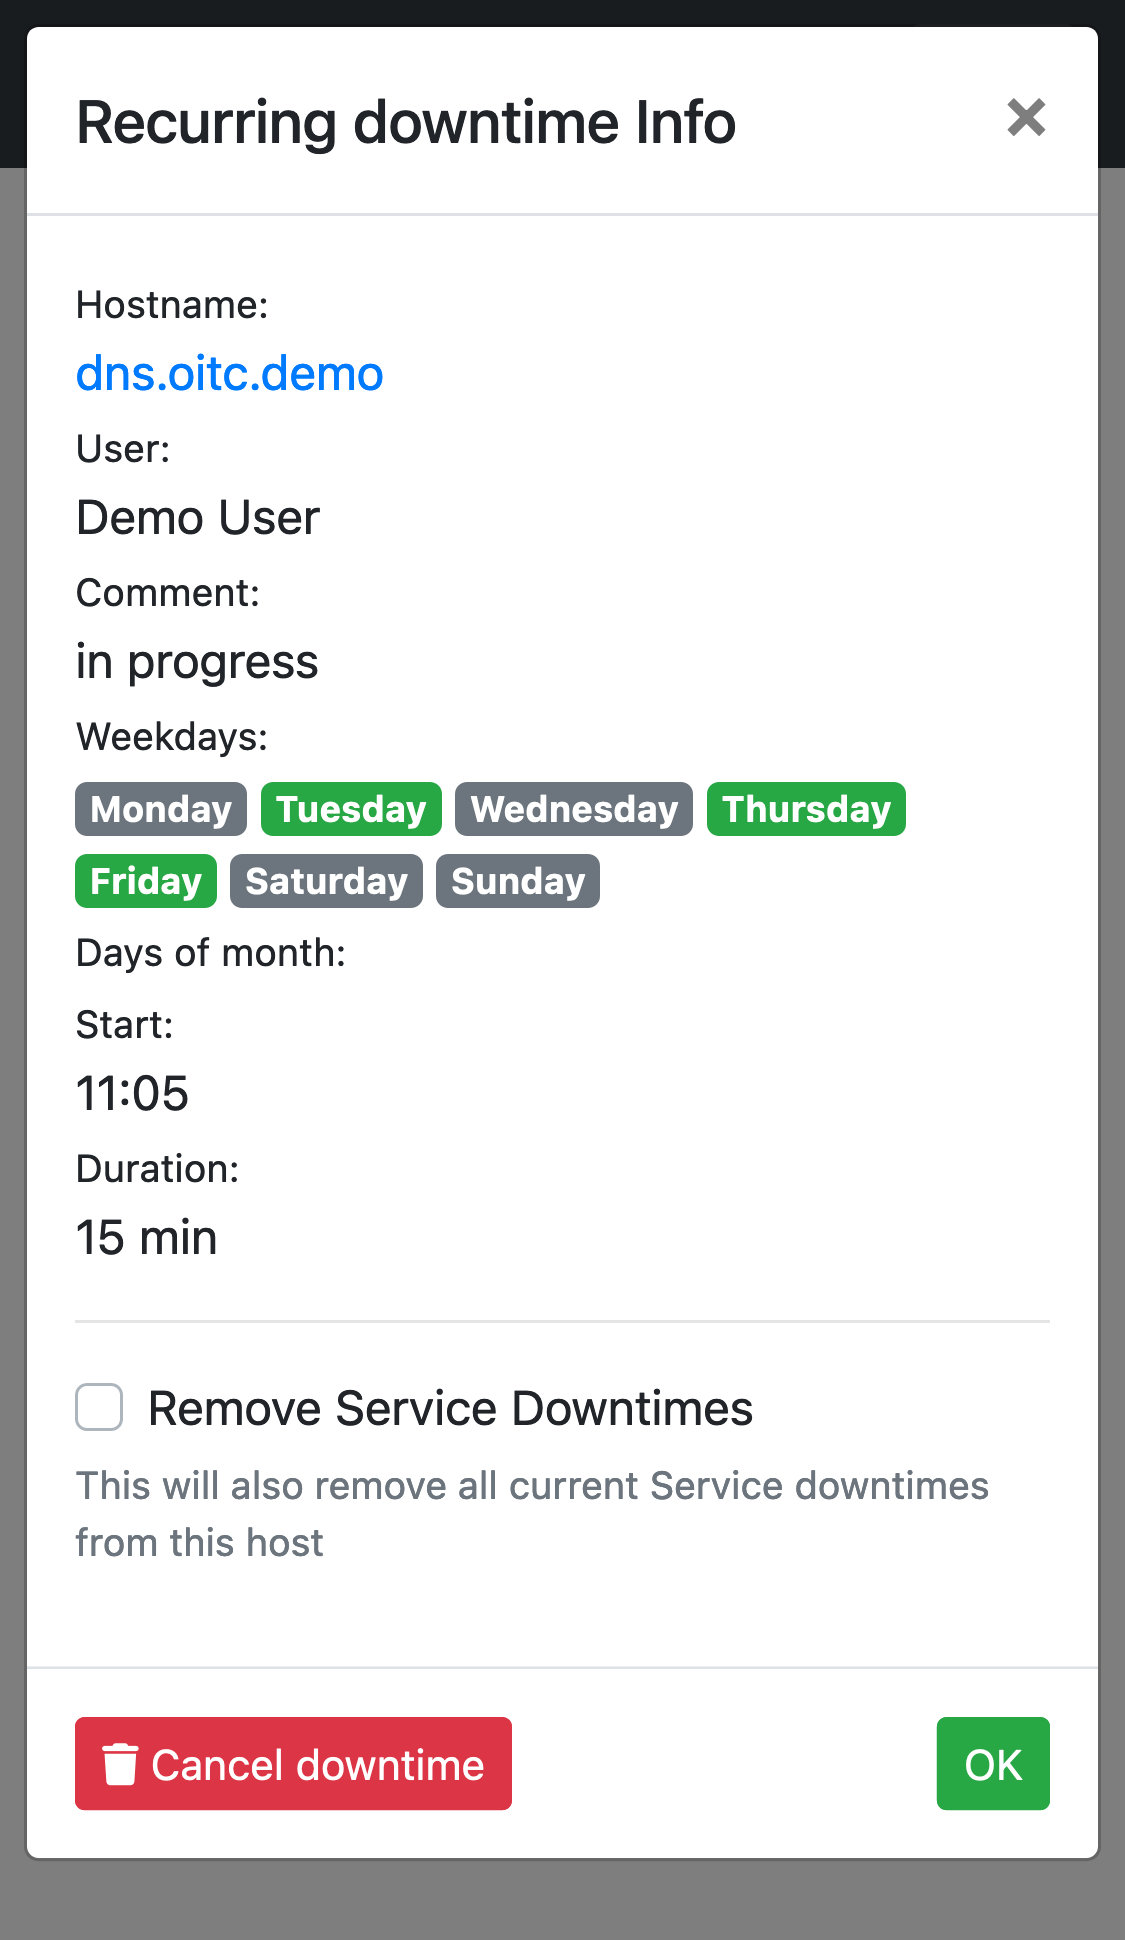 Recurring downtime Info
Hostname:
dns.oitc.demo
User:
Demo User
Comment:
in progress
Weekdays:
Monday Tuesday Wednesday Thursday
Friday Saturday Sunday
Days of month:
Start:
11:05
Duration:
15 min
Remove Service Downtimes
This will also remove all current Service downtimes
from this host
Cancel downtime OK